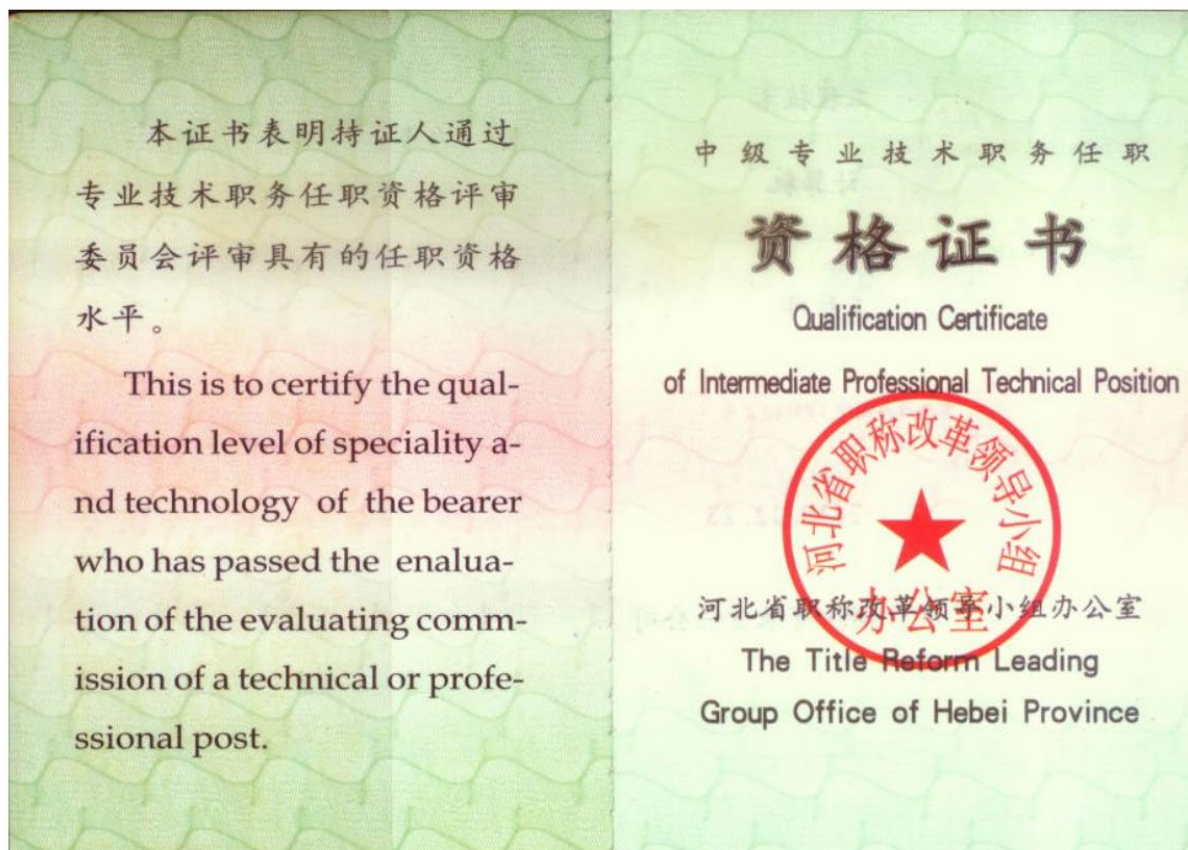 本证书表明持证人通过
专业技术职务任职资格评审
委员会评审具有的任职资格
水平。
This is to certify the qual-
ification level of speciality a-
nd technology of the bearer
who has passed the enalua-
tion of the evaluating comm-
ission of a technical or profe-
ssional post.
中级专业技术职务任职
资格证书
Qualification Certificate
of Intermediate Professional Technical Position
河北省职称改革领导小组
办公室
河北省职称改革领导小组办公室
The Title Reform Leading
Group Office of Hebei Province